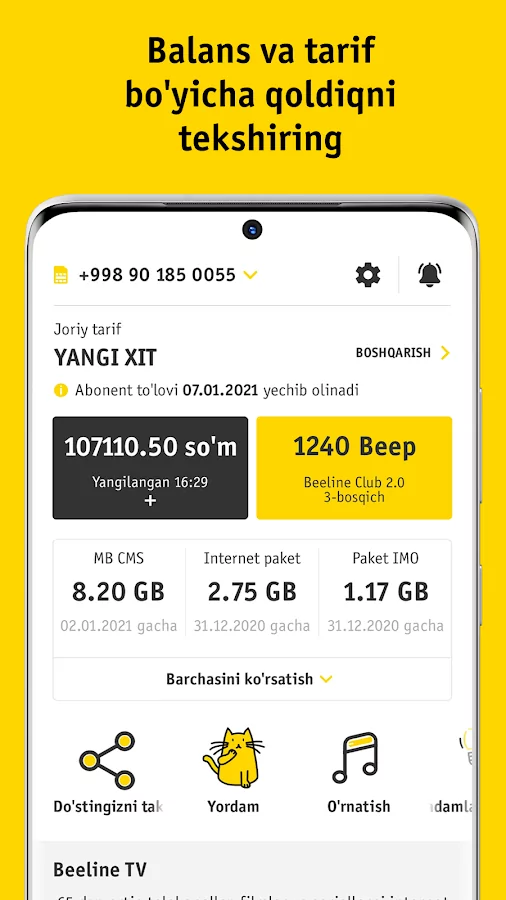 Balans va tarif
bo'yicha qoldiqni
tekshiring
+998 90 185 0055
Joriy tarif
YANGI XIT
BOSHQARISH
Abonent to'lovi 07.01.2021 yechib olinadi
107110.50 so'm
Yangilangan 16:29
+
1240 Beep
Beeline Club 2.0
3-bosqich
MB CMS
8.20 GB
02.01.2021 gacha
Internet paket
2.75 GB
31.12.2020 gacha
Paket IMO
1.17 GB
31.12.2020 gacha
Barchasini ko'rsatish
Do'stingizni tak
Yordam
O'rnatish
Beeline TV